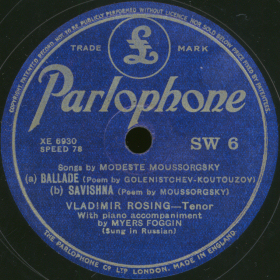 COPYRIGHT. PATENTED RECORD MUST NOT BE PUBLICLY PERFORMED WITHOUT LICENCE NOR SOLD BELOW THE PRICE FIXED BY PATENTEES
TRADE £ MARK
Parlophone
XE 6930
SPEED 78
SW 6
Songs by MODESTE MOUSSORGSKY
(a) BALLADE (Poem by GOLENISTCHEV-KOUTOUZOV)
(b) SAVISHNA (Poem by MOUSSORGSKY)
VLADIMIR ROSING—Tenor
With piano accompaniment
by MYERS FOGGIN
(Sung in Russian)
THE PARLOPHONE CO. LTD LONDON. MADE IN ENGLAND.